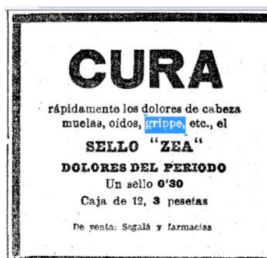 CURA
rápidamente los dolores de cabeza
muelas, oídos, grippe, etc., el
SELLO "ZEA"
DOLORES DEL PERIODO
Un sello 0'30
Caja de 12, 3 pesetas
De venta: Segalá y farmacias